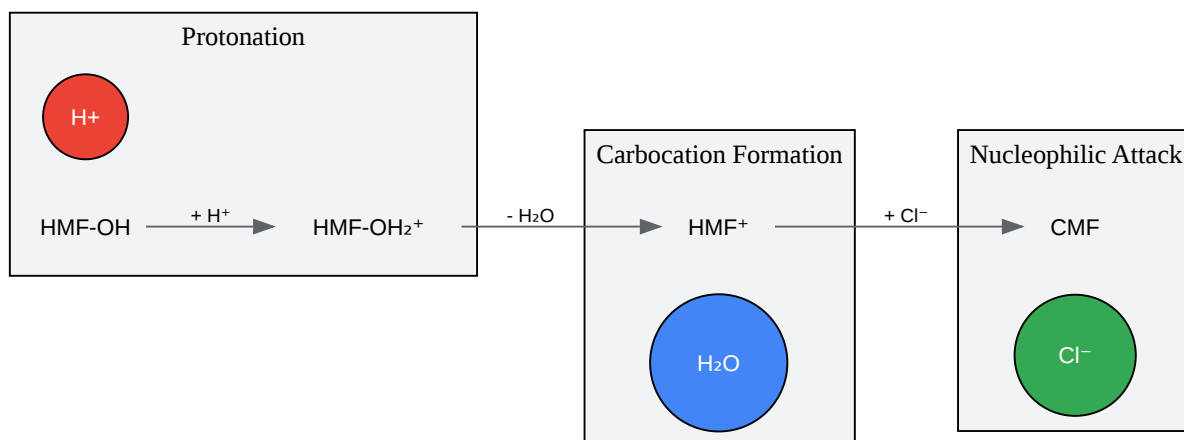 Protonation
H+
HMF-OH
+ H⁺
HMF-OH₂⁺
- H₂O
Carbocation Formation
HMF⁺
H₂O
+ Cl⁻
Nucleophilic Attack
CMF
Cl⁻